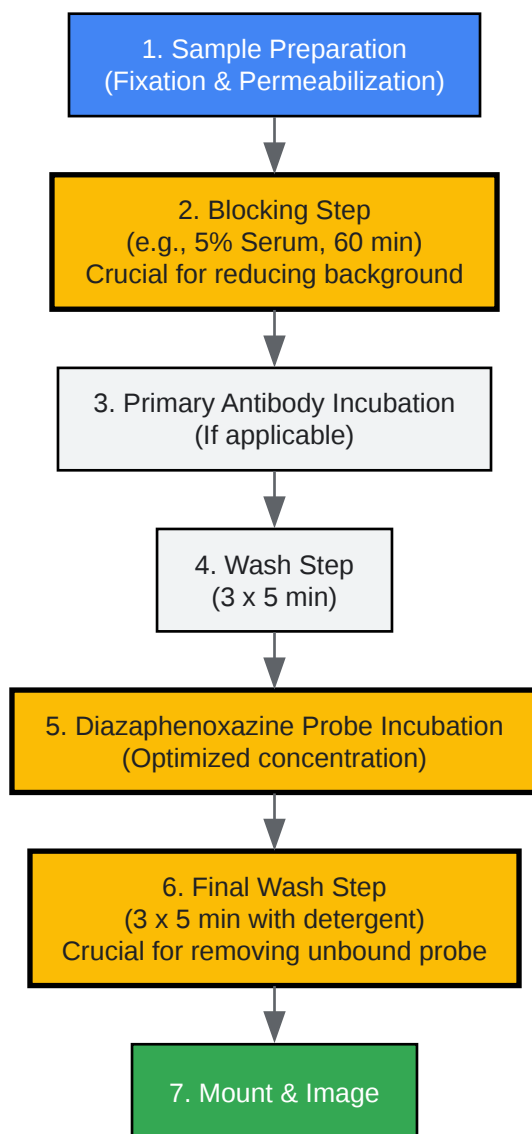 1. Sample Preparation
(Fixation & Permeabilization)
2. Blocking Step
(e.g., 5% Serum, 60 min)
Crucial for reducing background
3. Primary Antibody Incubation
(If applicable)
4. Wash Step
(3 x 5 min)
5. Diazaphenoxazine Probe Incubation
(Optimized concentration)
6. Final Wash Step
(3 x 5 min with detergent)
Crucial for removing unbound probe
7. Mount & Image